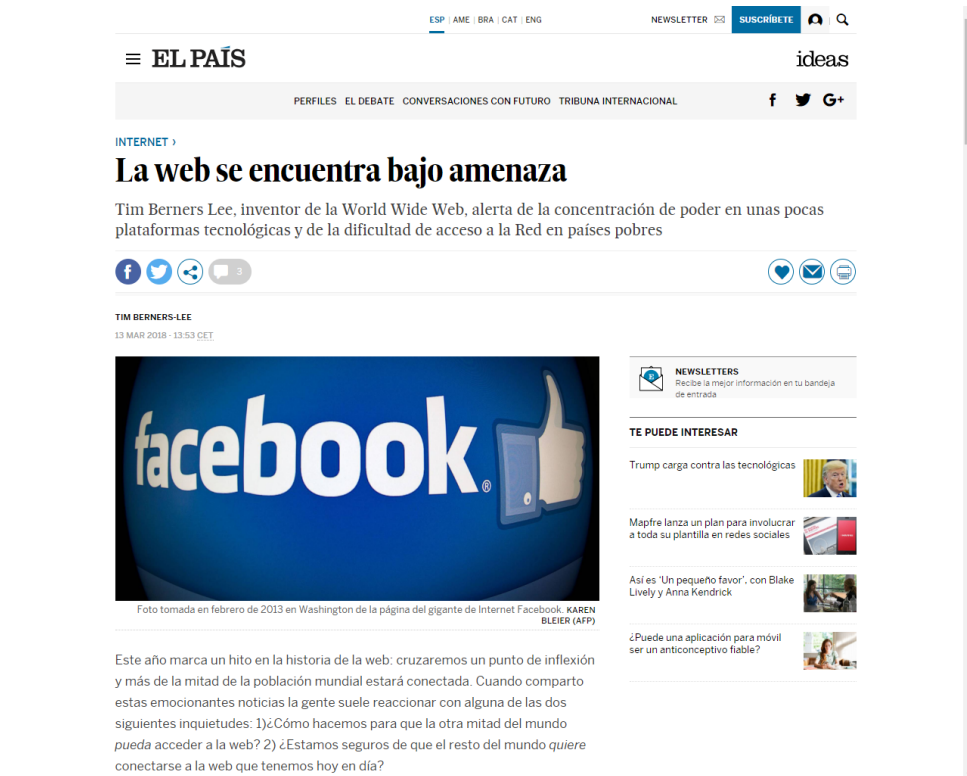 ESP | AME | BRA | CAT | ENG
NEWSLETTER
SUSCRÍBETE
EL PAÍS
ideas
PERFILES EL DEBATE CONVERSACIONES CON FUTURO TRIBUNA INTERNACIONAL
f G+
INTERNET ›
La web se encuentra bajo amenaza
Tim Berners Lee, inventor de la World Wide Web, alerta de la concentración de poder en unas pocas
plataformas tecnológicas y de la dificultad de acceso a la Red en países pobres
f 3
TIM BERNERS-LEE
13 MAR 2018 - 13:53 CET
facebook®
Foto tomada en febrero de 2013 en Washington de la página del gigante de Internet Facebook. KAREN
BLEIER (AFP)
Este año marca un hito en la historia de la web: cruzaremos un punto de inflexión
y más de la mitad de la población mundial estará conectada. Cuando comparto
estas emocionantes noticias la gente suele reaccionar con alguna de las dos
siguientes inquietudes: 1)¿Cómo hacemos para que la otra mitad del mundo
pueda acceder a la web? 2) ¿Estamos seguros de que el resto del mundo quiere
conectarse a la web que tenemos hoy en día?
NEWSLETTERS
Recibe la mejor información en tu bandeja
de entrada
TE PUEDE INTERESAR
Trump carga contra las tecnológicas
Mapfre lanza un plan para involucrar
a toda su plantilla en redes sociales
Así es ‘Un pequeño favor’, con Blake
Lively y Anna Kendrick
¿Puede una aplicación para móvil
ser un anticonceptivo fiable?